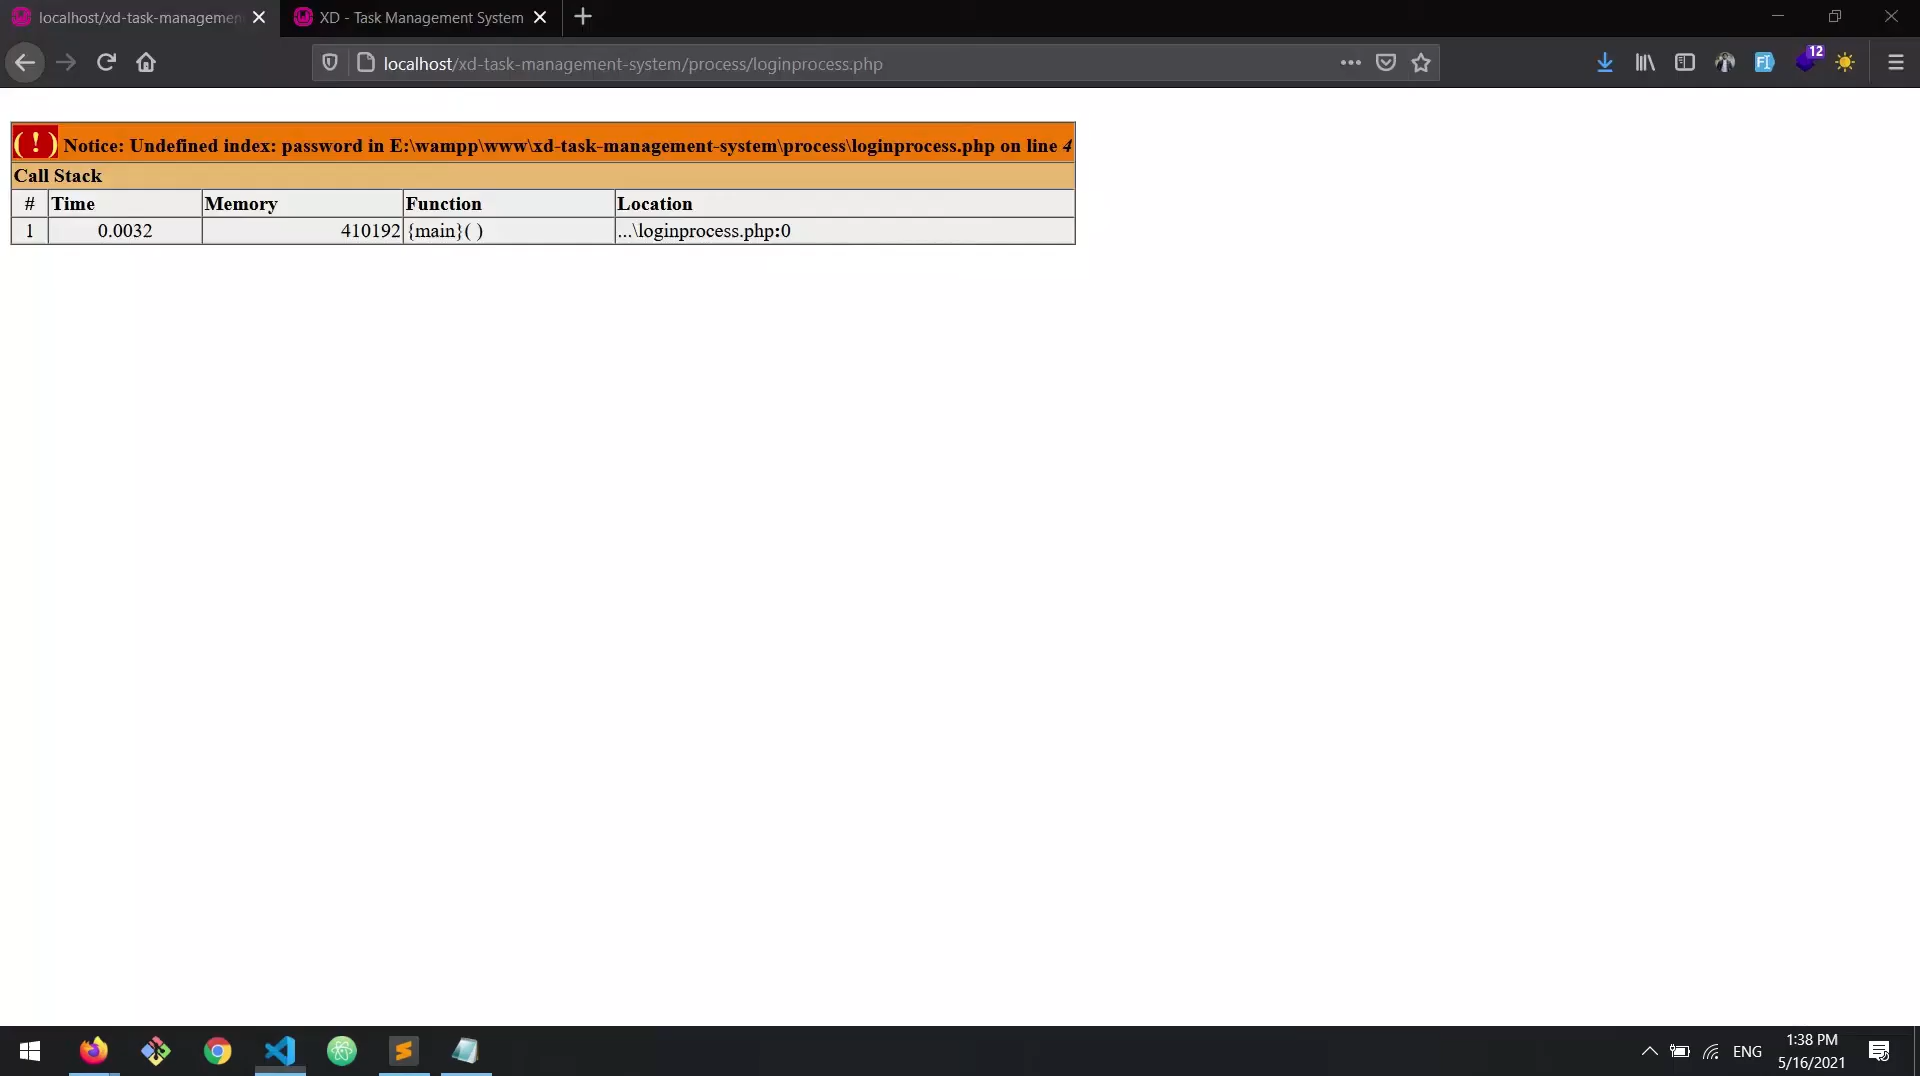 localhost/xd-task-managemen
XD - Task Management System
localhost/xd-task-management-system/process/loginprocess.php
12
( ! ) Notice: Undefined index: password in E:\wampp\www\xd-task-management-system\process\loginprocess.php on line 4
Call Stack
# Time Memory Function Location
1 0.0032 410192 {main}( ) ...\loginprocess.php:0
ENG
1:38 PM
5/16/2021